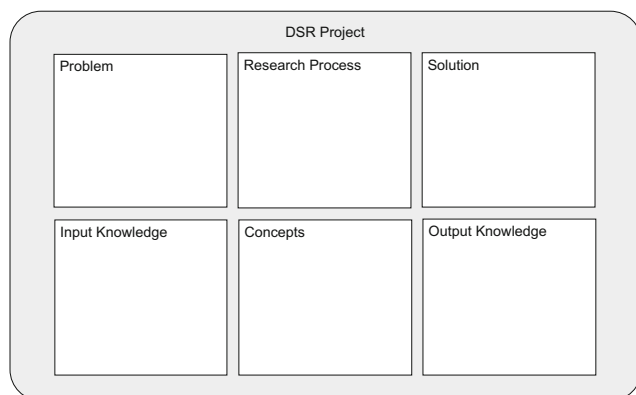 DSR Project
Problem
Research Process
Solution
Input Knowledge
Concepts
Output Knowledge